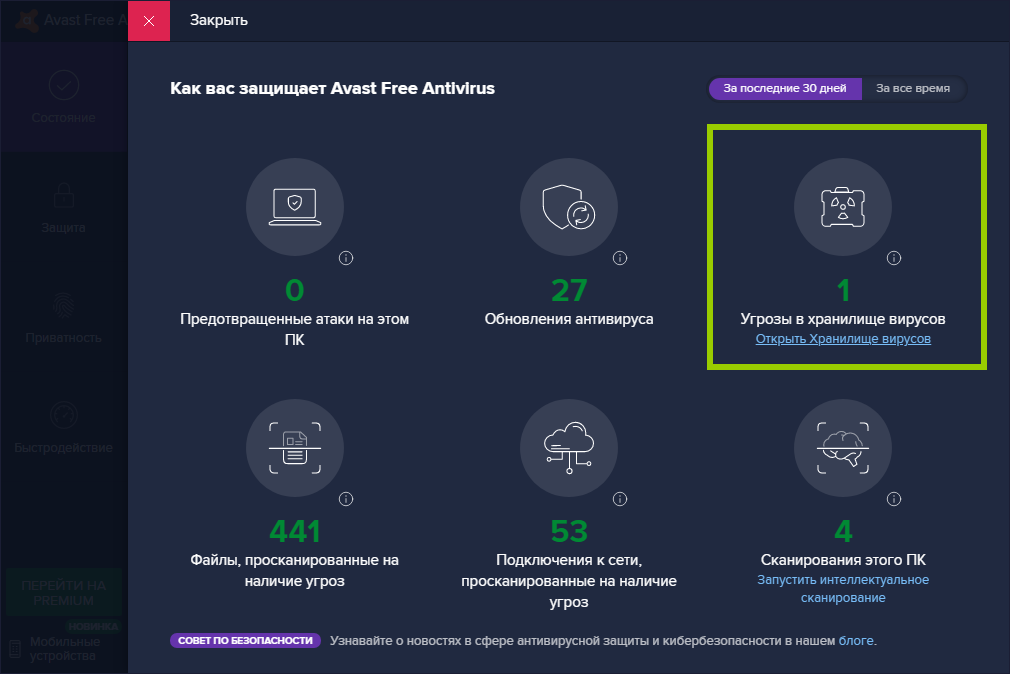 Avast Free A
Закрыть
Состояние
Защита
Приватность
Быстродействие
ПЕРЕЙТИ НА
PREMIUM
НОВИНКА
Мобильные
устройства
Как вас защищает Avast Free Antivirus
За последние 30 дней
За все время
0
Предотвращенные атаки на этом
ПК
27
Обновления антивируса
1
Угрозы в хранилище вирусов
Открыть Хранилище вирусов
441
Файлы, просканированные на
наличие угроз
53
Подключения к сети,
просканированные на наличие
угроз
4
Сканирования этого ПК
Запустить интеллектуальное
сканирование
СОВЕТ ПО БЕЗОПАСНОСТИ Узнавайте о новостях в сфере антивирусной защиты и кибербезопасности в нашем блоге.